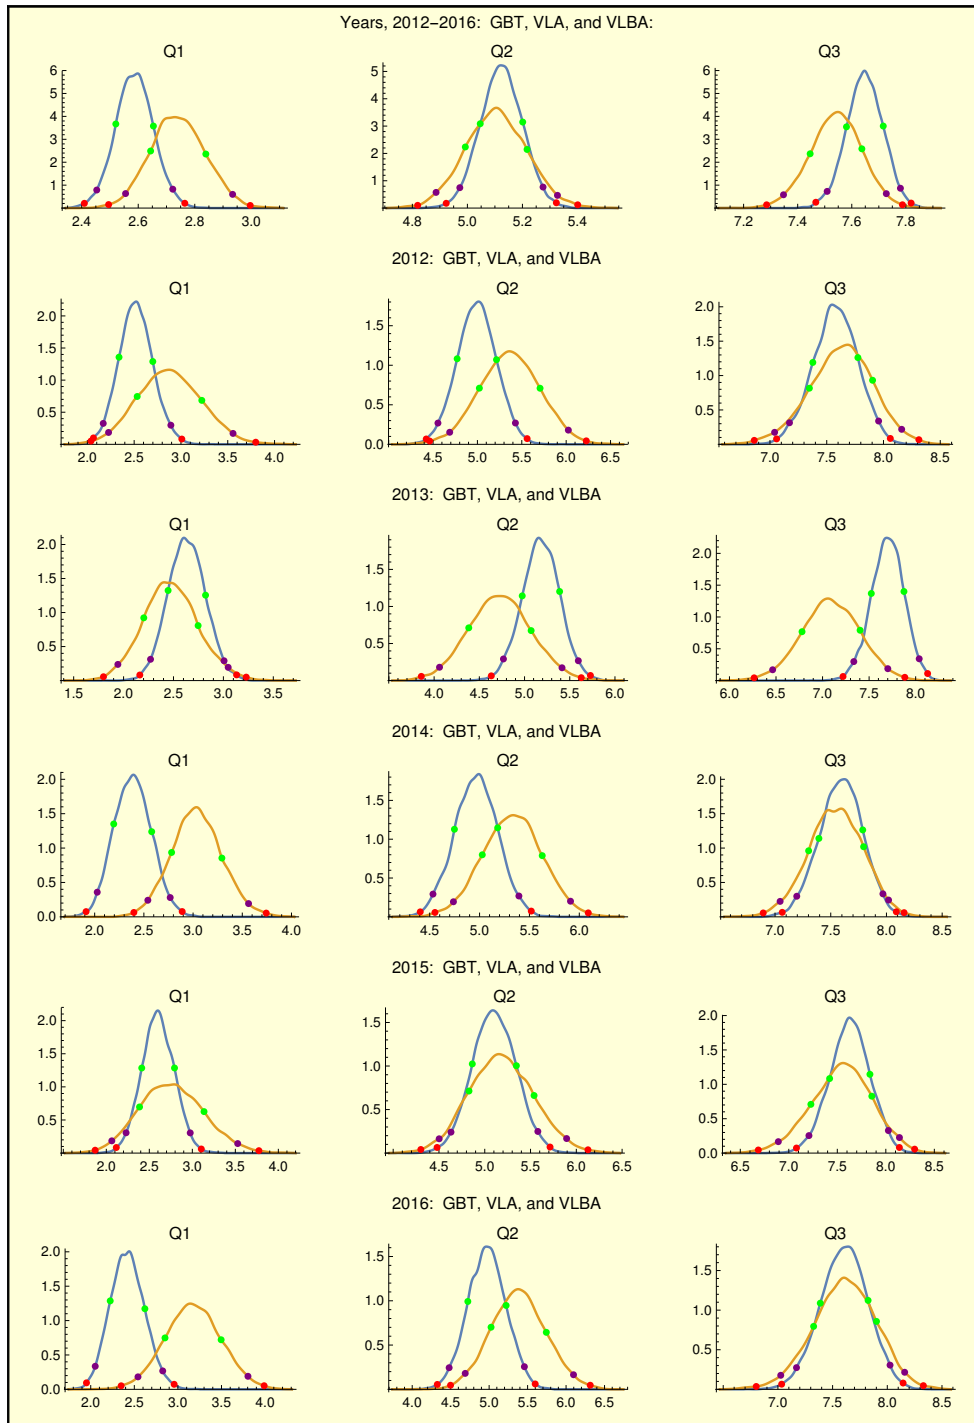 Years, 2012–2016: GBT, VLA, and VLBA:
Q1 Q2 Q3
6 5 4 3 2 1
2.4 2.6 2.8 3.0
5 4 3 2 1
4.8 5.0 5.2 5.4
6 5 4 3 2 1
7.2 7.4 7.6 7.8
2012: GBT, VLA, and VLBA
Q1 Q2 Q3
2.0 1.5 1.0 0.5
2.0 2.5 3.0 3.5 4.0
1.5 1.0 0.5 0.0
4.5 5.0 5.5 6.0 6.5
2.0 1.5 1.0 0.5
7.0 7.5 8.0 8.5
2013: GBT, VLA, and VLBA
Q1 Q2 Q3
2.0 1.5 1.0 0.5
1.5 2.0 2.5 3.0 3.5
1.5 1.0 0.5
4.0 4.5 5.0 5.5 6.0
2.0 1.5 1.0 0.5
6.0 6.5 7.0 7.5 8.0
2014: GBT, VLA, and VLBA
Q1 Q2 Q3
2.0 1.5 1.0 0.5 0.0
2.0 2.5 3.0 3.5 4.0
1.5 1.0 0.5
4.5 5.0 5.5 6.0
2.0 1.5 1.0 0.5
7.0 7.5 8.0 8.5
2015: GBT, VLA, and VLBA
Q1 Q2 Q3
2.0 1.5 1.0 0.5
2.0 2.5 3.0 3.5 4.0
1.5 1.0 0.5
4.5 5.0 5.5 6.0 6.5
2.0 1.5 1.0 0.5 0.0
6.5 7.0 7.5 8.0 8.5
2016: GBT, VLA, and VLBA
Q1 Q2 Q3
2.0 1.5 1.0 0.5 0.0
2.0 2.5 3.0 3.5 4.0
1.5 1.0 0.5
4.0 4.5 5.0 5.5 6.0 6.5
1.5 1.0 0.5 0.0
7.0 7.5 8.0 8.5